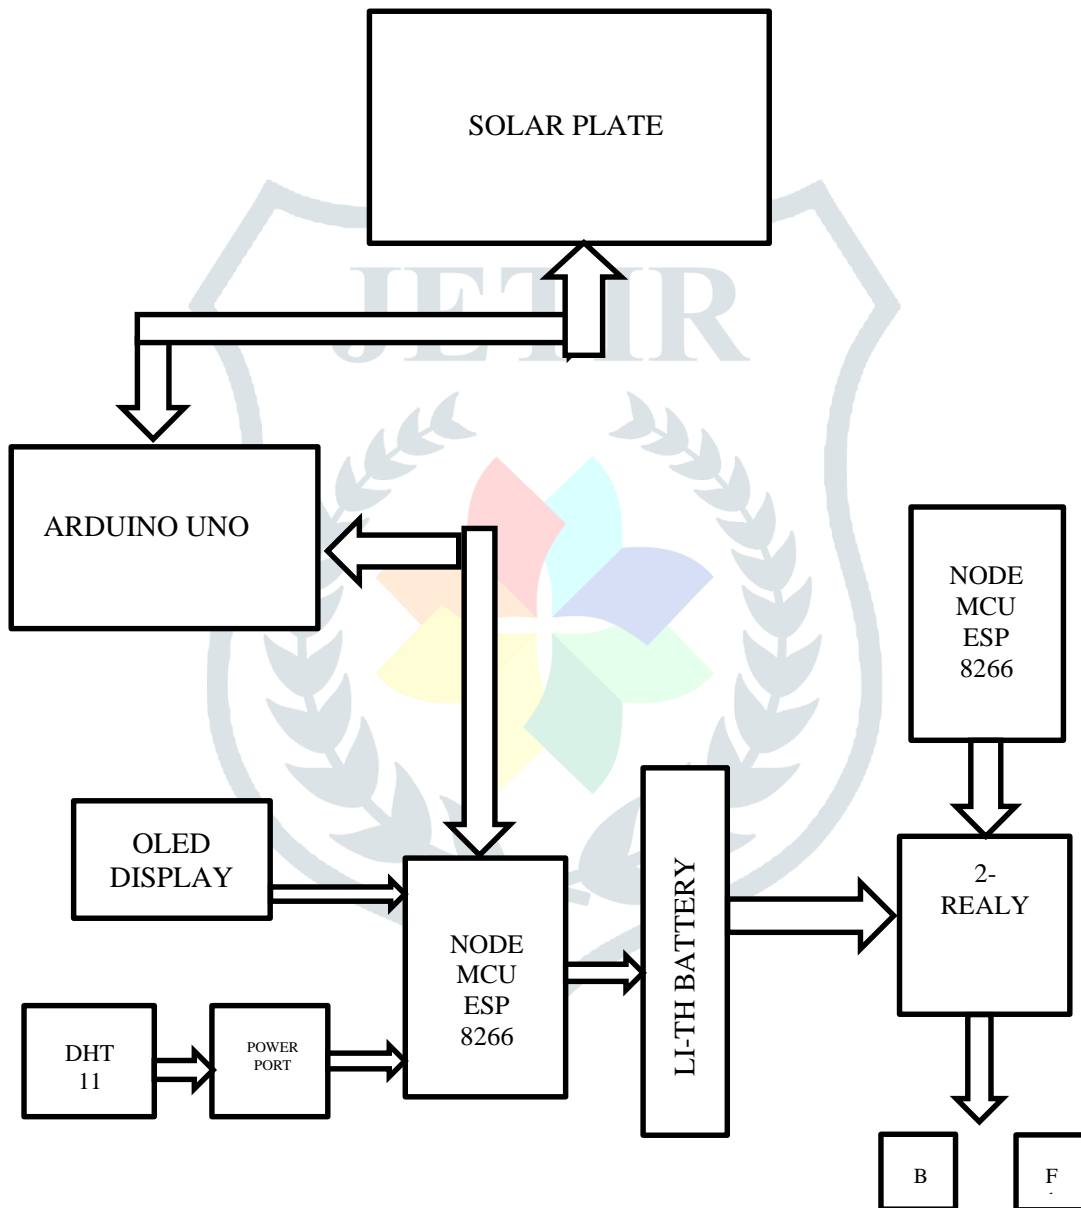 SOLAR PLATE
JETIR
ARDUINO UNO
NODE
MCU
ESP
8266
OLED
DISPLAY
NODE
MCU
ESP
8266
LI-TH BATTERY
2-
REALY
DHT
11
POWER
PORT
B
F